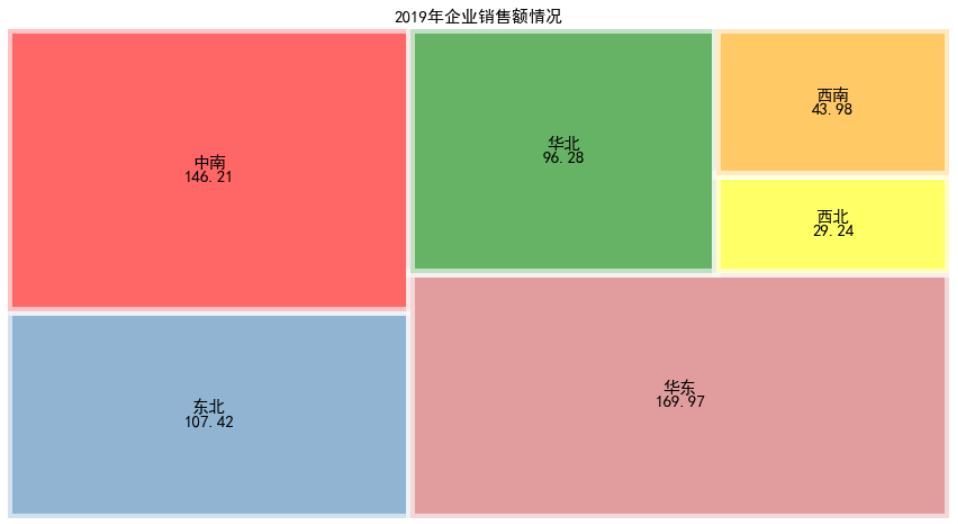 2019年企业销售额情况
中南
146.21
华北
96.28
西南
43.98
西北
29.24
东北
107.42
华东
169.97